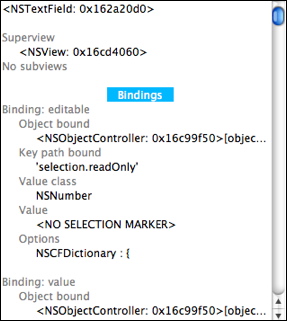 <NSTextField: 0x162a20d0>
Superview
<NSView: 0x16cd4060>
No subviews
Bindings
Binding: editable
Object bound
<NSObjectController: 0x16c99f50>[objec...
Key path bound
'selection.readOnly'
Value class
NSNumber
Value
<NO SELECTION MARKER>
Options
NSCFDictionary : {
Binding: value
Object bound
<NSObjectController: 0x16c99f50>[objec...